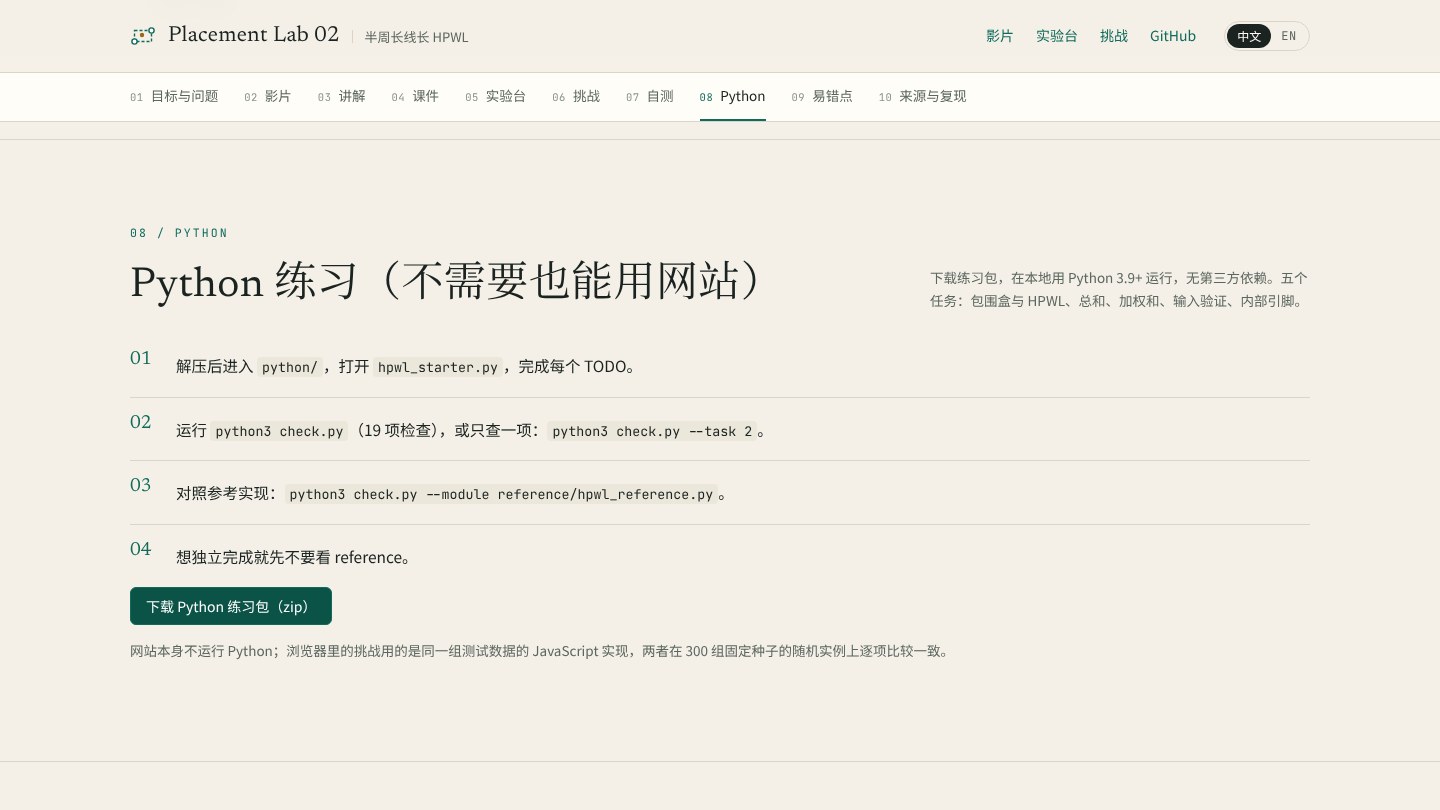 Placement Lab 02 半周长线长 HPWL
影片 实验台 挑战 GitHub 中文 EN
01 目标与问题 02 影片 03 讲解 04 课件 05 实验台 06 挑战 07 自测 08 Python 09 易错点 10 来源与复现
08 / PYTHON
Python 练习（不需要也能用网站）
下载练习包，在本地用 Python 3.9+ 运行，无第三方依赖。五个
任务：包围盒与 HPWL、总和、加权和、输入验证、内部引脚。
01 解压后进入 python/，打开 hpwl_starter.py，完成每个 TODO。
02 运行 python3 check.py（19 项检查），或只查一项：python3 check.py --task 2。
03 对照参考实现：python3 check.py --module reference/hpwl_reference.py。
04 想独立完成就先不要看 reference。
下载 Python 练习包（zip）
网站本身不运行 Python；浏览器里的挑战用的是同一组测试数据的 JavaScript 实现，两者在 300 组固定种子的随机实例上逐项比较一致。